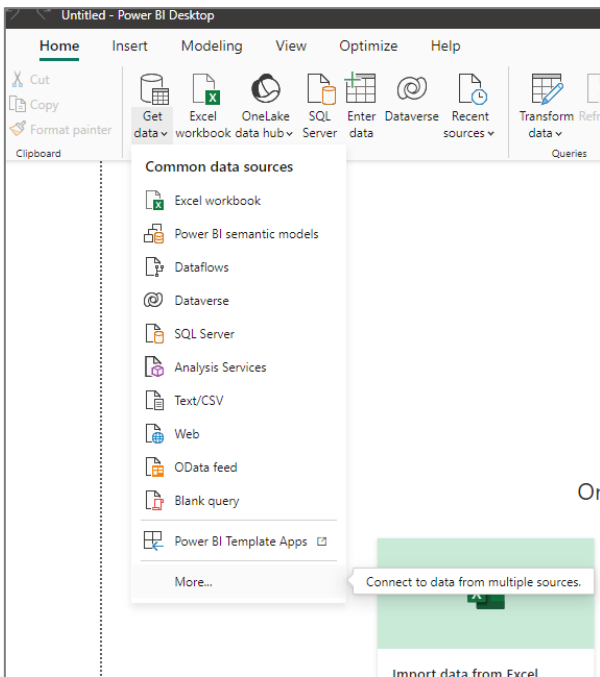 Untitled - Power BI Desktop
Home Insert Modeling View Optimize Help
Cut
Copy
Format painter
Clipboard
Get data
Excel workbook
OneLake data hub
SQL Server
Enter data
Dataverse
Recent sources
Transform data
Queries
Common data sources
Excel workbook
Power BI semantic models
Dataflows
Dataverse
SQL Server
Analysis Services
Text/CSV
Web
OData feed
Blank query
Power BI Template Apps
More...
Connect to data from multiple sources.
Import data from Excel